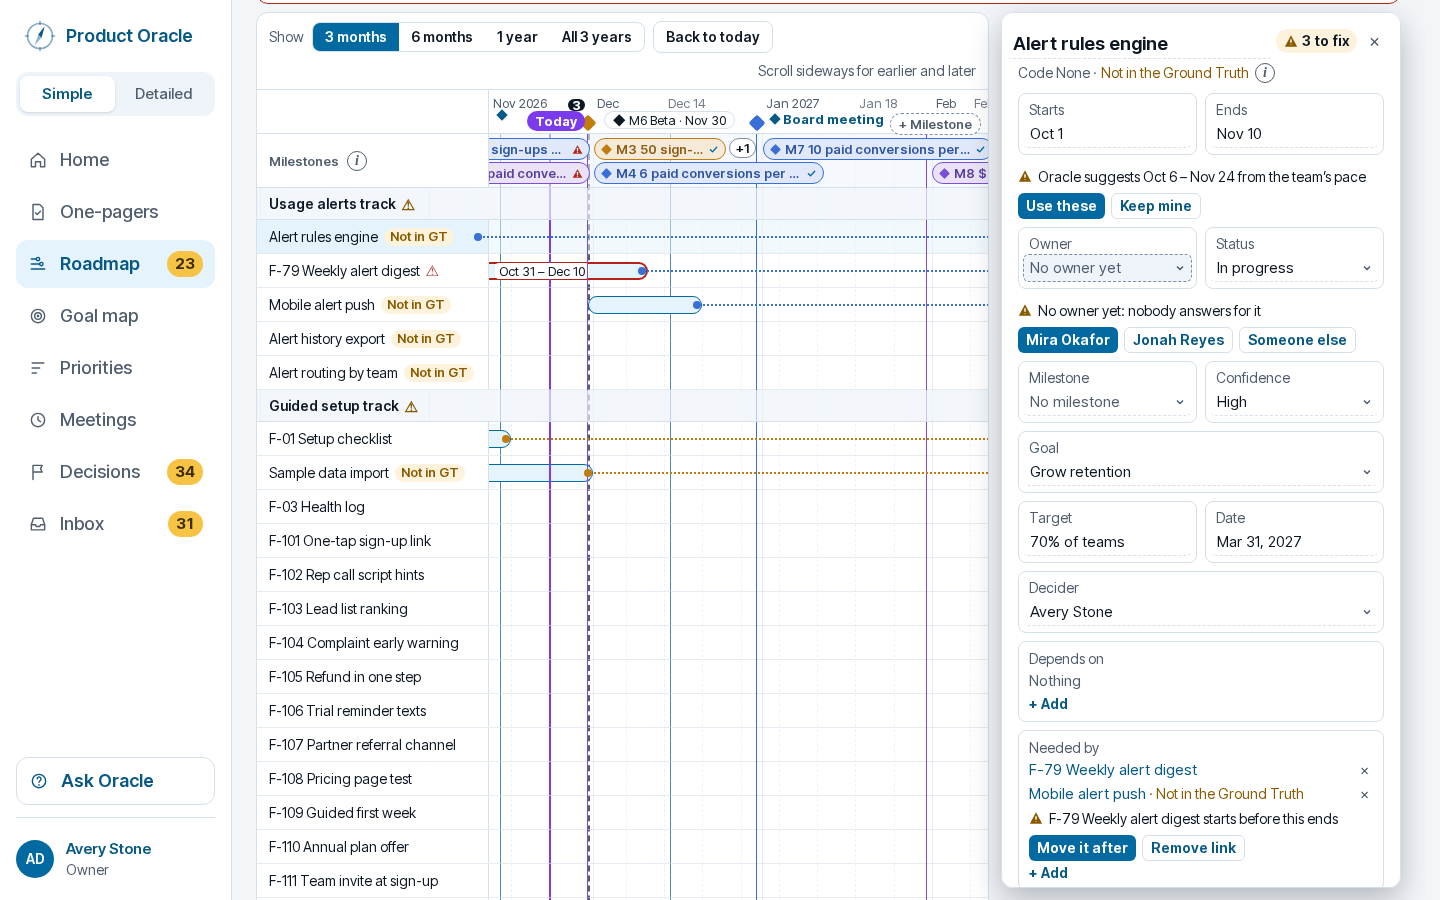 Product Oracle
Simple
Detailed
Home
One-pagers
Roadmap 23
Goal map
Priorities
Meetings
Decisions 34
Inbox 31
Ask Oracle
AD
Avery Stone
Owner
Show
3 months
6 months
1 year
All 3 years
Back to today
Scroll sideways for earlier and later
Nov 2026
3
Dec
Dec 14
Jan 2027
Jan 18
Feb
Today
M6 Beta · Nov 30
Board meeting
+ Milestone
Milestones i
sign-ups ...
M3 50 sign-...
+1
M7 10 paid conversions per...
paid conve...
M4 6 paid conversions per ...
M8 $
Usage alerts track
Alert rules engine Not in GT
F-79 Weekly alert digest
Oct 31 – Dec 10
Mobile alert push Not in GT
Alert history export Not in GT
Alert routing by team Not in GT
Guided setup track
F-01 Setup checklist
Sample data import Not in GT
F-03 Health log
F-101 One-tap sign-up link
F-102 Rep call script hints
F-103 Lead list ranking
F-104 Complaint early warning
F-105 Refund in one step
F-106 Trial reminder texts
F-107 Partner referral channel
F-108 Pricing page test
F-109 Guided first week
F-110 Annual plan offer
F-111 Team invite at sign-up
Alert rules engine
3 to fix
×
Code None · Not in the Ground Truth i
Starts
Oct 1
Ends
Nov 10
Oracle suggests Oct 6 – Nov 24 from the team's pace
Use these
Keep mine
Owner
No owner yet
Status
In progress
No owner yet: nobody answers for it
Mira Okafor
Jonah Reyes
Someone else
Milestone
No milestone
Confidence
High
Goal
Grow retention
Target
70% of teams
Date
Mar 31, 2027
Decider
Avery Stone
Depends on
Nothing
+ Add
Needed by
F-79 Weekly alert digest ×
Mobile alert push · Not in the Ground Truth ×
F-79 Weekly alert digest starts before this ends
Move it after
Remove link
+ Add